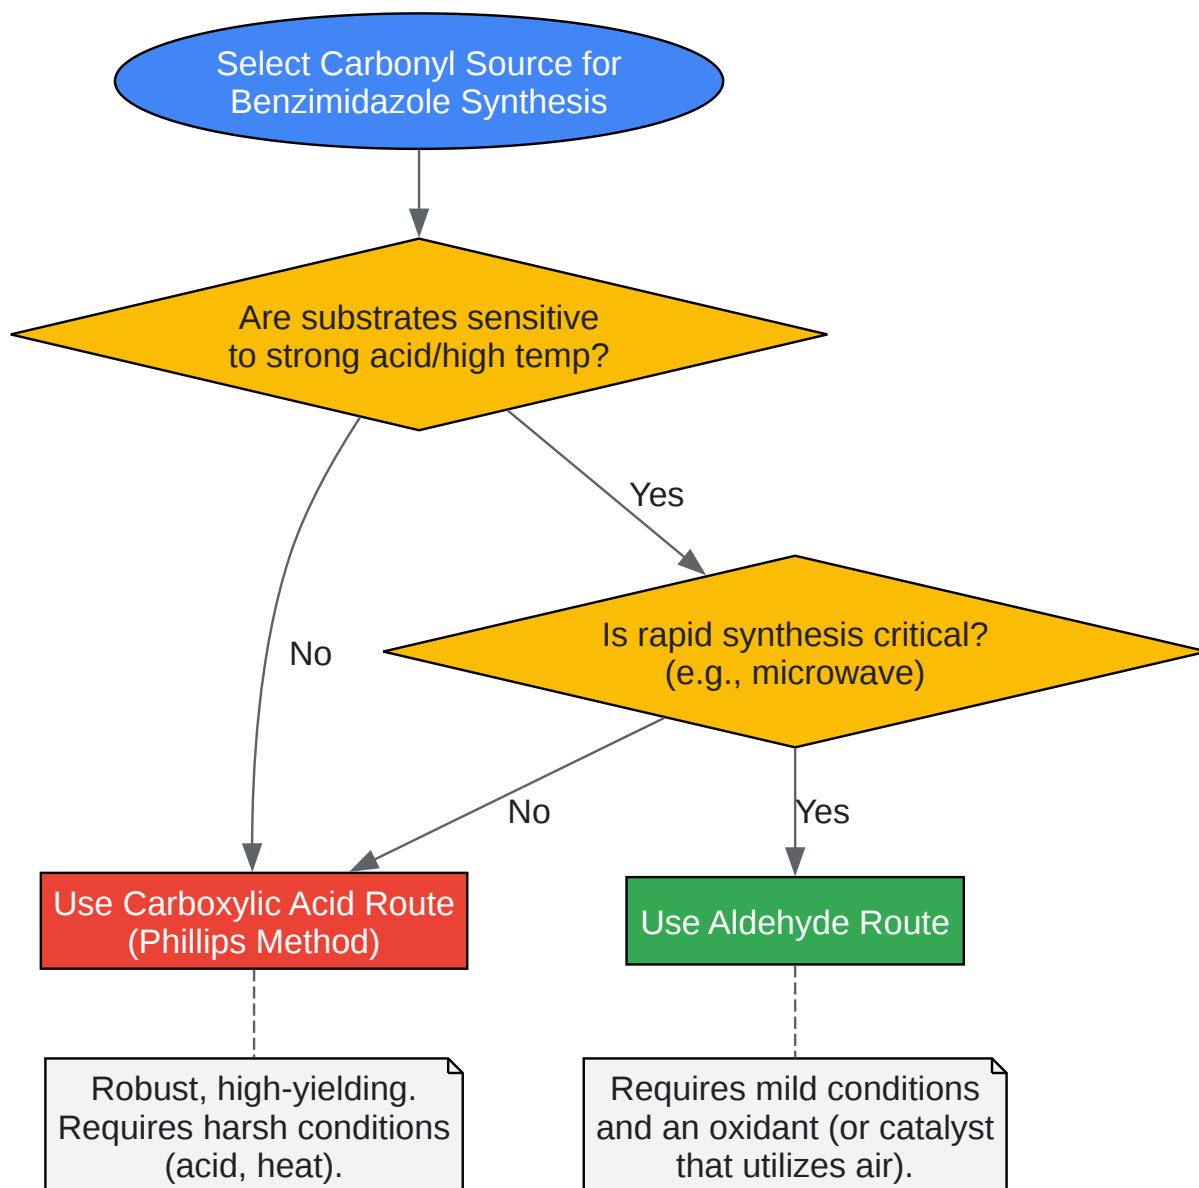 Select Carbonyl Source for
Benzimidazole Synthesis
Are substrates sensitive
to strong acid/high temp?
Yes
Is rapid synthesis critical?
(e.g., microwave)
No
No
Yes
Use Carboxylic Acid Route
(Phillips Method)
Use Aldehyde Route
Robust, high-yielding.
Requires harsh conditions
(acid, heat).
Requires mild conditions
and an oxidant (or catalyst
that utilizes air).